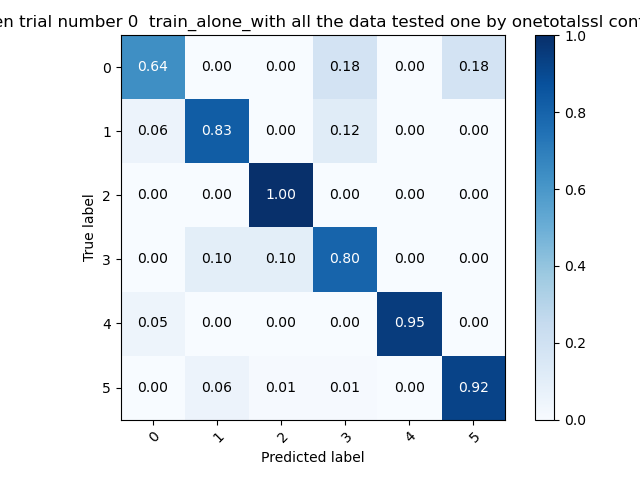 en trial number 0  train_alone_with all the data tested one by onetotalssl con
0 0.64 0.00 0.00 0.18 0.00 0.18
1 0.06 0.83 0.00 0.12 0.00 0.00
2 0.00 0.00 1.00 0.00 0.00 0.00
3 0.00 0.10 0.10 0.80 0.00 0.00
4 0.05 0.00 0.00 0.00 0.95 0.00
5 0.00 0.06 0.01 0.01 0.00 0.92
0 1 2 3 4 5
True label
Predicted label
1.0
0.8
0.6
0.4
0.2
0.0